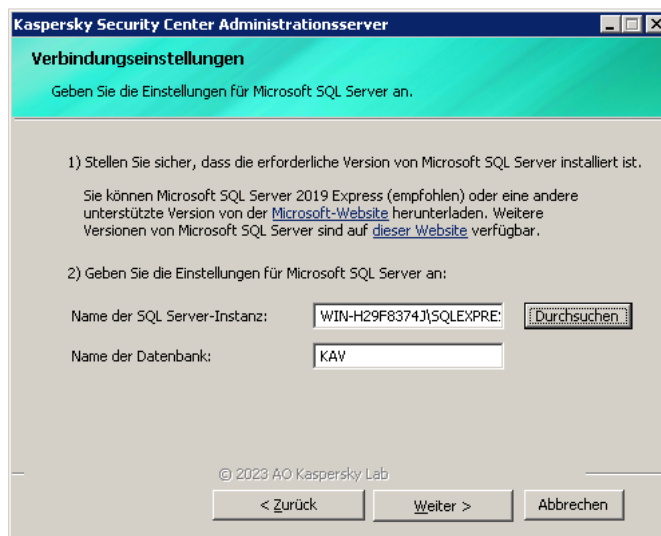 Kaspersky Security Center Administrationsserver
Verbindungseinstellungen
Geben Sie die Einstellungen für Microsoft SQL Server an.
1) Stellen Sie sicher, dass die erforderliche Version von Microsoft SQL Server installiert ist.
Sie können Microsoft SQL Server 2019 Express (empfohlen) oder eine andere
unterstützte Version von der Microsoft-Website herunterladen. Weitere
Versionen von Microsoft SQL Server sind auf dieser Website verfügbar.
2) Geben Sie die Einstellungen für Microsoft SQL Server an:
Name der SQL Server-Instanz: WIN-H29F8374J\SQLEXPRES Durchsuchen
Name der Datenbank: KAV
© 2023 AO Kaspersky Lab
< Zurück Weiter > Abbrechen